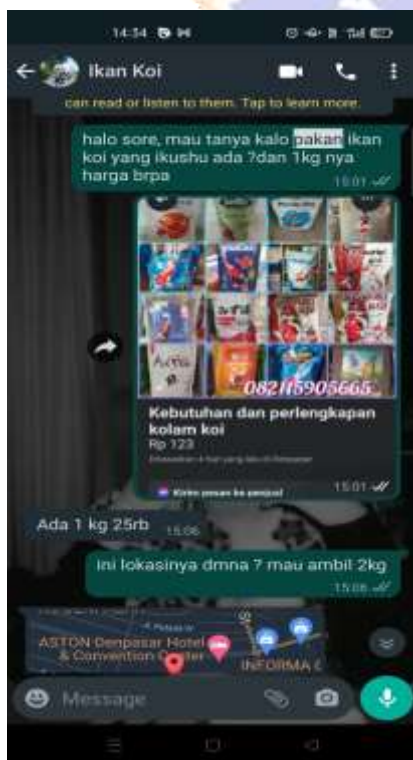 14:54
Ikan Koi
can read or listen to them. Tap to learn more.
halo sore, mau tanya kalo pakan ikan
koi yang ikushu ada ?dan 1kg nya
harga brpa
15:01
082115905665
Kebutuhan dan perlengkapan
kolam koi
Rp 123
Kirim pesan ke penjual
15:01
Ada 1 kg 25rb
15:06
ini lokasinya dmna ? mau ambil 2kg
15:06
ASTON Denpasar Hotel
& Convention Center
INFORMA
Message